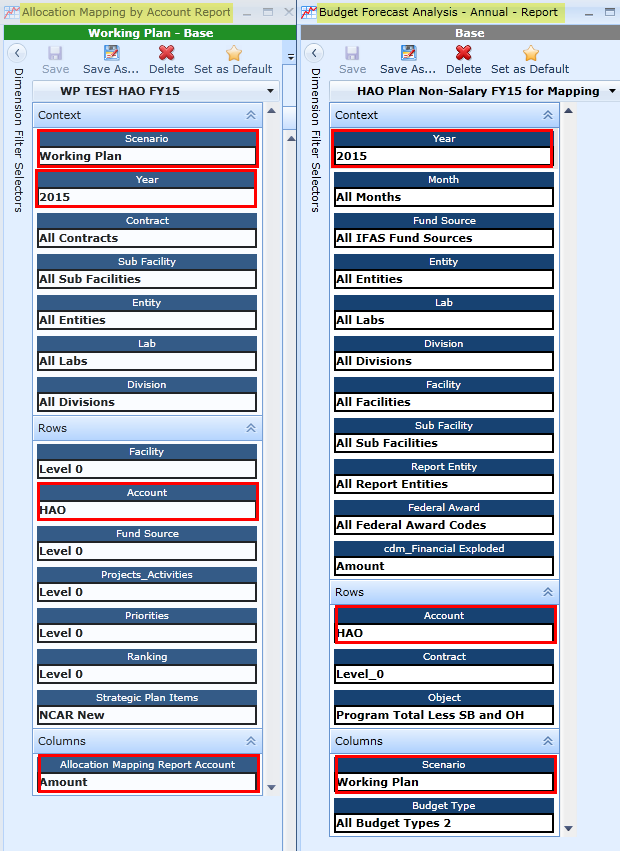 Allocation Mapping by Account Report
Working Plan - Base
Save
Save As...
Delete
Set as Default
Dimension Filter Selectors
WP TEST HAO FY15
Context
Scenario
Working Plan
Year
2015
Contract
All Contracts
Sub Facility
All Sub Facilities
Entity
All Entities
Lab
All Labs
Division
All Divisions
Rows
Facility
Level 0
Account
HAO
Fund Source
Level 0
Projects_Activities
Level 0
Priorities
Level 0
Ranking
Level 0
Strategic Plan Items
NCAR New
Columns
Allocation Mapping Report Account
Amount
Budget Forecast Analysis - Annual - Report
Base
Save
Save As...
Delete
Set as Default
Dimension Filter Selectors
HAO Plan Non-Salary FY15 for Mapping
Context
Year
2015
Month
All Months
Fund Source
All IFAS Fund Sources
Entity
All Entities
Lab
All Labs
Division
All Divisions
Facility
All Facilities
Sub Facility
All Sub Facilities
Report Entity
All Report Entities
Federal Award
All Federal Award Codes
cdm_Financial Exploded
Amount
Rows
Account
HAO
Contract
Level_0
Object
Program Total Less SB and OH
Columns
Scenario
Working Plan
Budget Type
All Budget Types 2